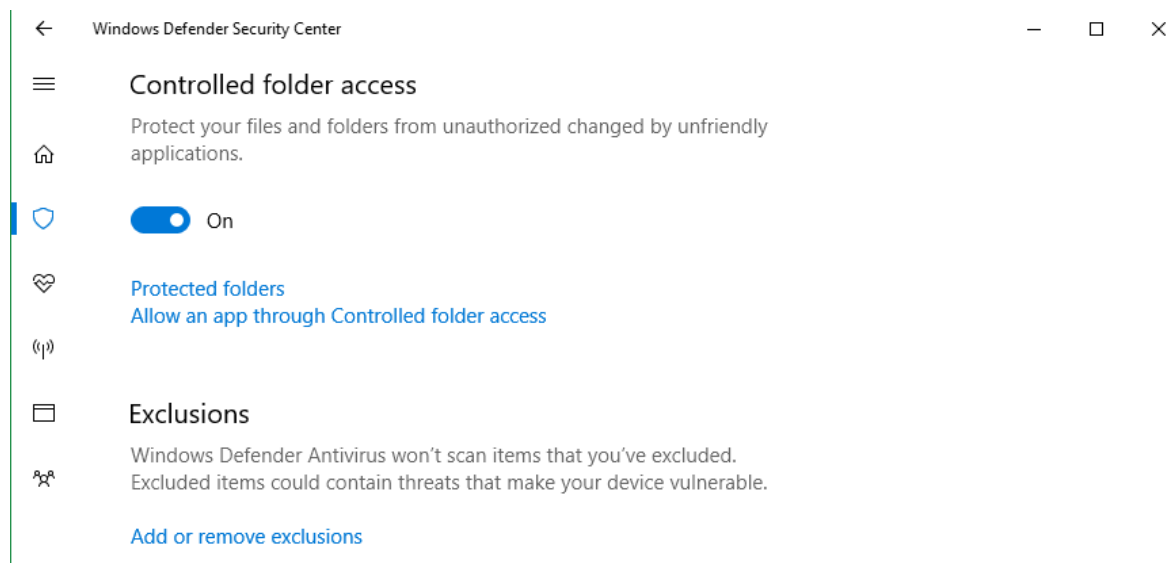 Windows Defender Security Center
Controlled folder access
Protect your files and folders from unauthorized changed by unfriendly
applications.
On
Protected folders
Allow an app through Controlled folder access
Exclusions
Windows Defender Antivirus won’t scan items that you’ve excluded.
Excluded items could contain threats that make your device vulnerable.
Add or remove exclusions